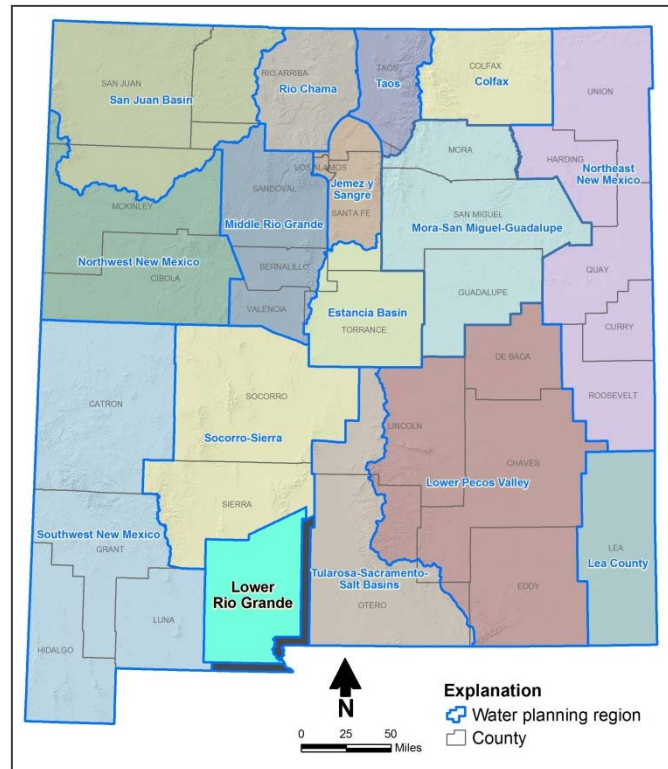 SAN JUAN
San Juan Basin
RIO ARRIBA
Rio Chama
TAOS
Taos
COLFAX
Colfax
UNION
MORA
HARDING
Northeast
New Mexico
LOS ALAMOS
Jemez y
Sangre
SANDOVAL
Middle Rio Grande
SANTA FE
SAN MIGUEL
Mora-San Miguel-Guadalupe
MCKINLEY
Northwest New Mexico
CIBOLA
BERNALILLO
VALENCIA
Estancia Basin
TORRANCE
GUADALUPE
QUAY
CURRY
DE BACA
ROOSEVELT
CATRON
SOCORRO
Socorro-Sierra
LINCOLN
CHAVES
Lower Pecos Valley
SIERRA
Southwest New Mexico
GRANT
LEA
Lea County
Lower
Rio Grande
Tularosa-Sacramento-
Salt Basins
OTERO
EDDY
LUNA
HIDALGO
N
0 25 50
Miles
Explanation
Water planning region
County